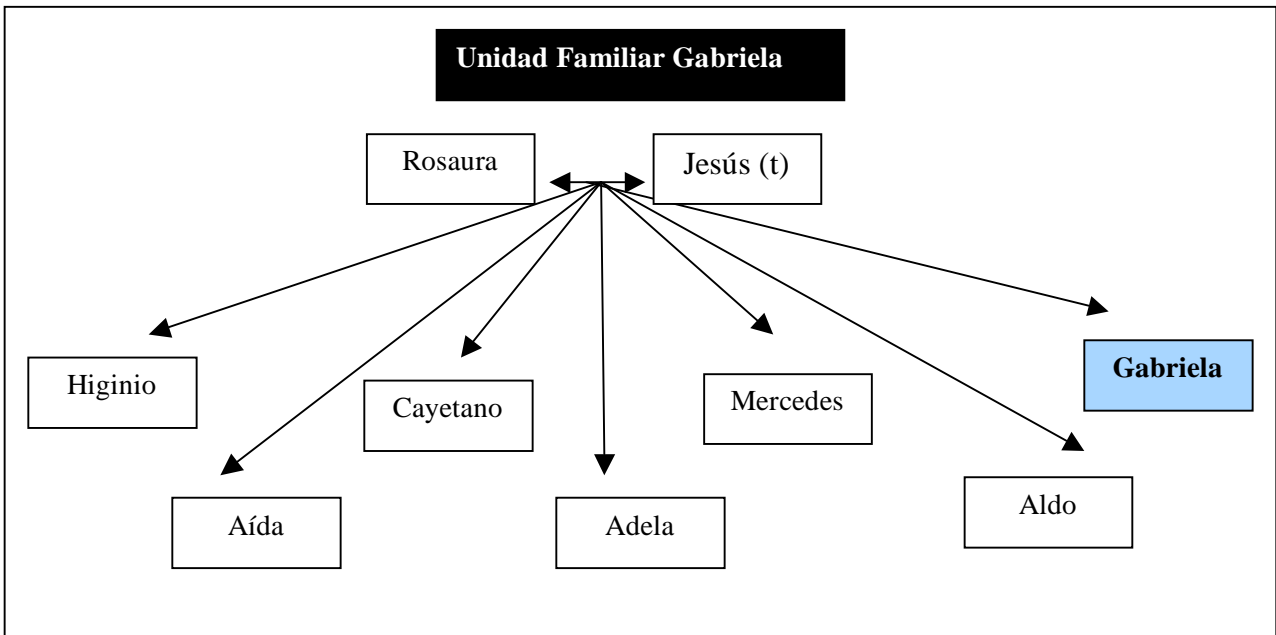 Unidad Familiar Gabriela
Rosaura
Jesús (t)
Higinio
Cayetano
Mercedes
Gabriela
Aída
Adela
Aldo